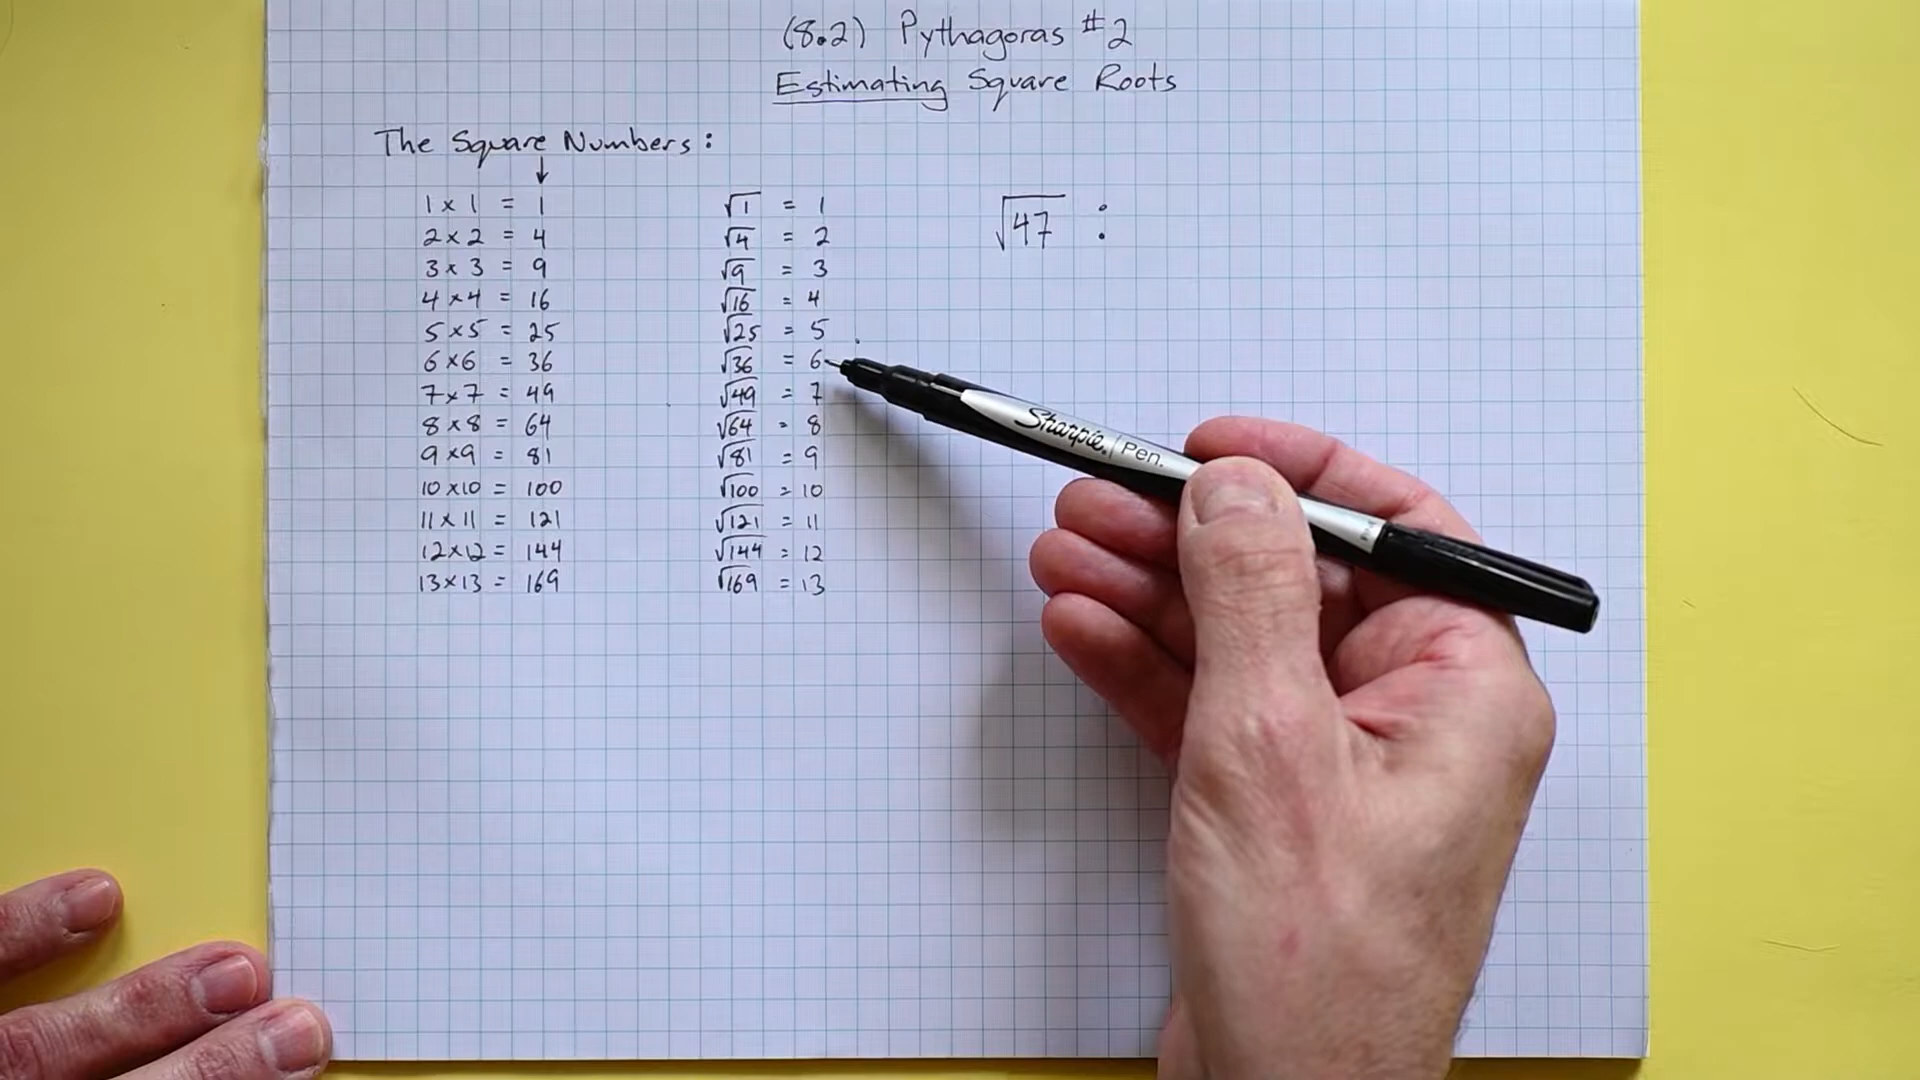 (8.2) Pythagoras #2
Estimating Square Roots
The Square Numbers:
1 x 1 = 1
2 x 2 = 4
3 x 3 = 9
4 x 4 = 16
5 x 5 = 25
6 x 6 = 36
7 x 7 = 49
8 x 8 = 64
9 x 9 = 81
10 x 10 = 100
11 x 11 = 121
12 x 12 = 144
13 x 13 = 169
√1 = 1
√4 = 2
√9 = 3
√16 = 4
√25 = 5
√36 = 6
√49 = 7
√64 = 8
√81 = 9
√100 = 10
√121 = 11
√144 = 12
√169 = 13
√47 :
Sharpie. Pen.